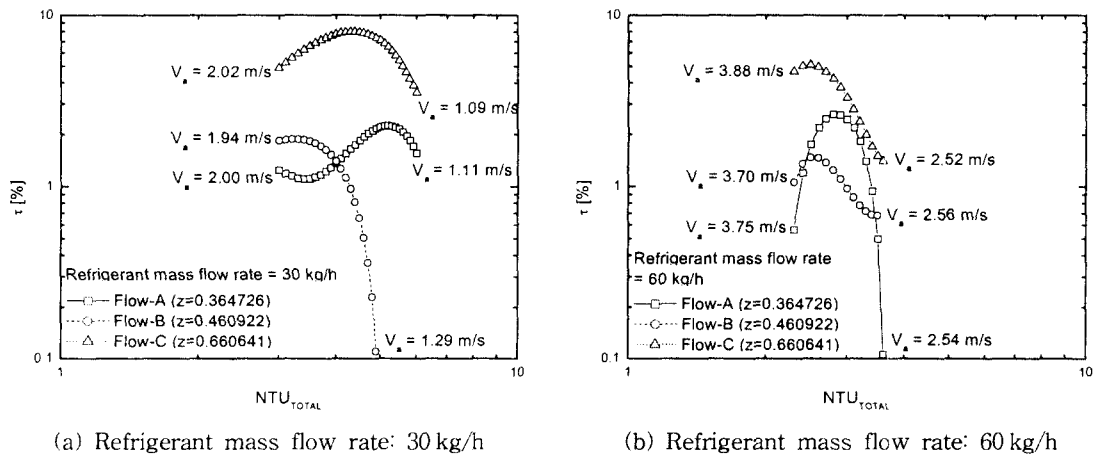 10
V_a = 2.02 m/s
V_a = 1.09 m/s
V_a = 1.94 m/s
V_a = 1.11 m/s
V_a = 2.00 m/s
1
τ [%]
Refrigerant mass flow rate = 30 kg/h
Flow-A (z=0.364726)
Flow-B (z=0.460922)
Flow-C (z=0.660641)
V_a = 1.29 m/s
0.1
1
10
NTU_TOTAL
(a) Refrigerant mass flow rate: 30 kg/h
10
V_a = 3.88 m/s
V_a = 2.52 m/s
V_a = 3.70 m/s
V_a = 2.56 m/s
V_a = 3.75 m/s
1
τ [%]
Refrigerant mass flow rate
= 60 kg/h
Flow-A (z=0.364726)
Flow-B (z=0.460922)
Flow-C (z=0.660641)
V_a = 2.54 m/s
0.1
1
10
NTU_TOTAL
(b) Refrigerant mass flow rate: 60 kg/h